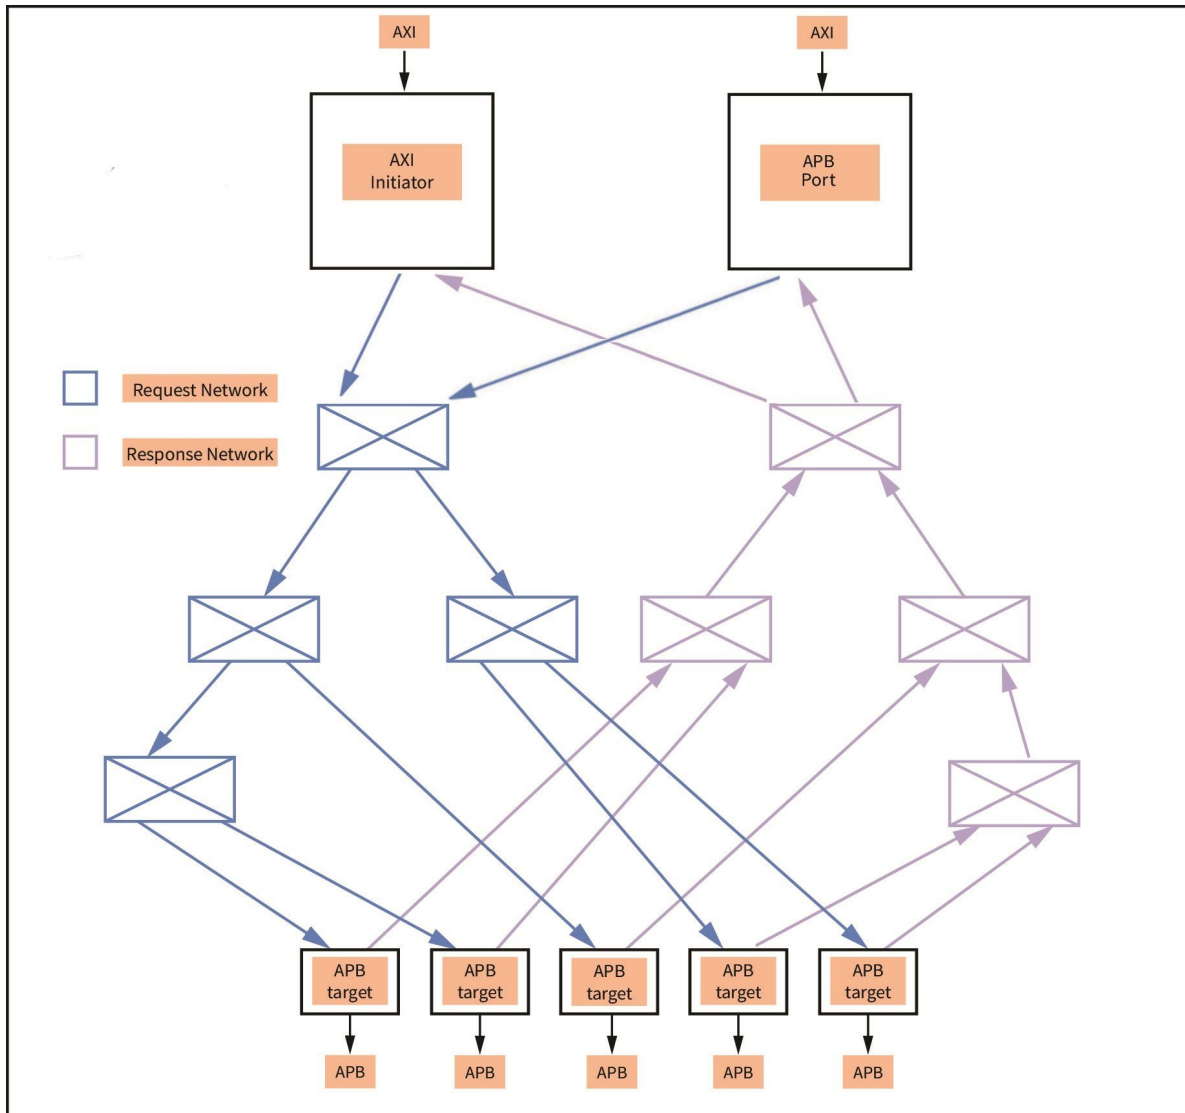 AXI
AXI
AXI
Initiator
APB
Port
Request Network
Response Network
APB
target
APB
target
APB
target
APB
target
APB
target
APB
APB
APB
APB
APB